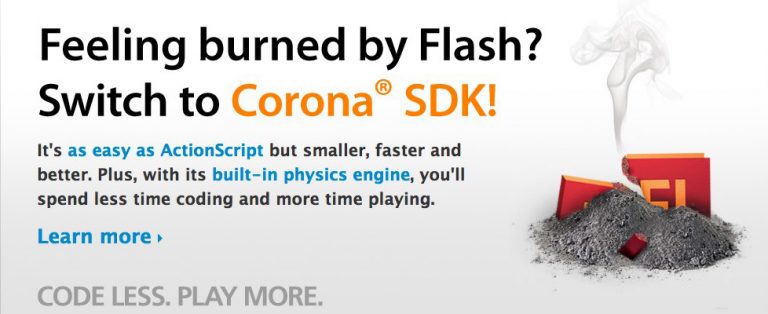 Feeling burned by Flash?
Switch to Corona® SDK!
It's as easy as ActionScript but smaller, faster and
better. Plus, with its built-in physics engine, you'll
spend less time coding and more time playing.
Learn more ›
CODE LESS. PLAY MORE.
FL